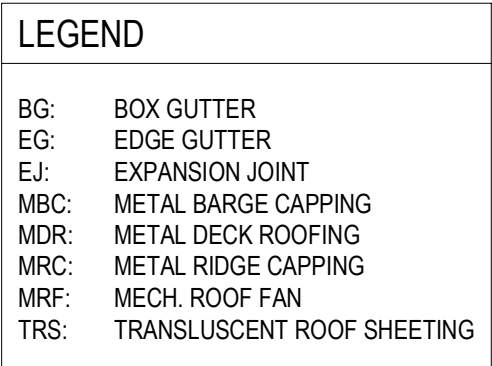 LEGEND
BG: BOX GUTTER
EG: EDGE GUTTER
EJ: EXPANSION JOINT
MBC: METAL BARGE CAPPING
MDR: METAL DECK ROOFING
MRC: METAL RIDGE CAPPING
MRF: MECH. ROOF FAN
TRS: TRANSLUSCENT ROOF SHEETING